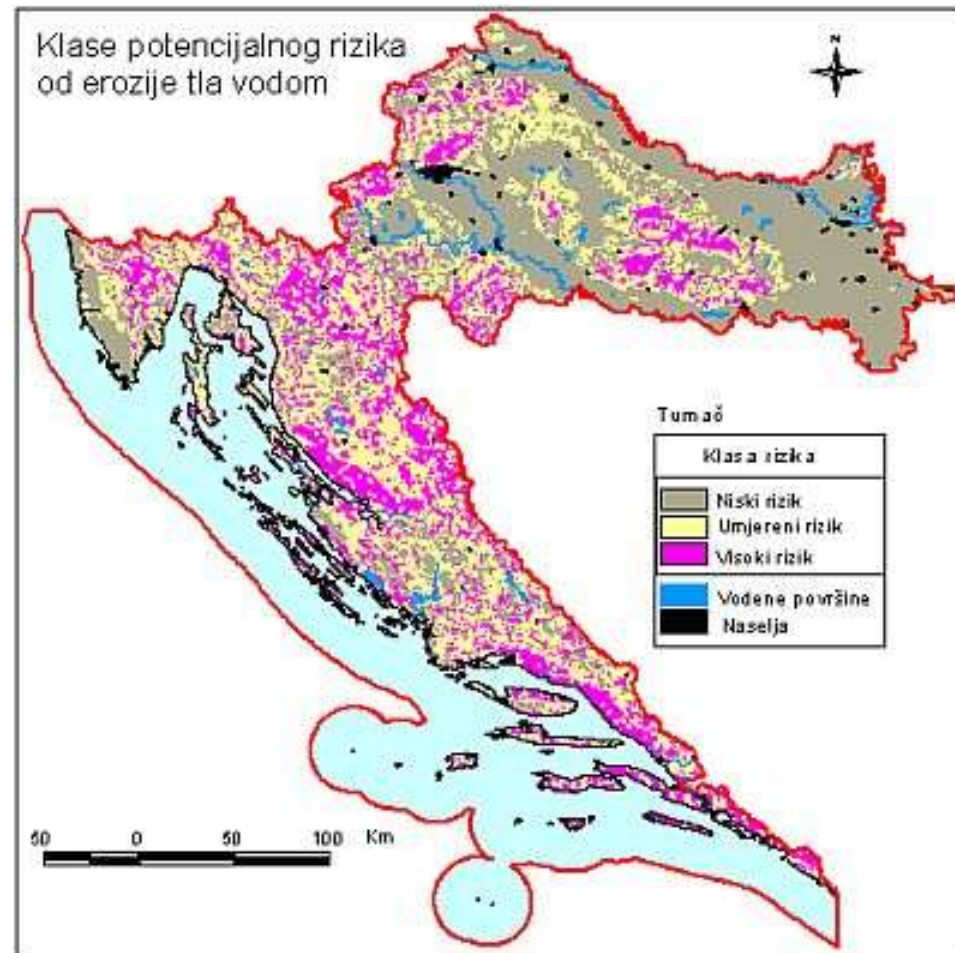 Klase potencijalnog rizika
od erozije tla vodom
N
Tumač
Klasa rizika
Niski rizik
Umjereni rizik
Visoki rizik
Vodene površine
Naselja
50 0 50 100 Km